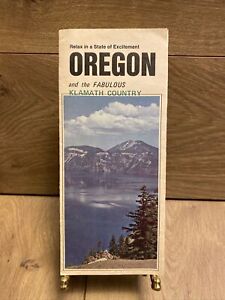 Relax in a State of Excitement
OREGON
and the FABULOUS
KLAMATH COUNTRY